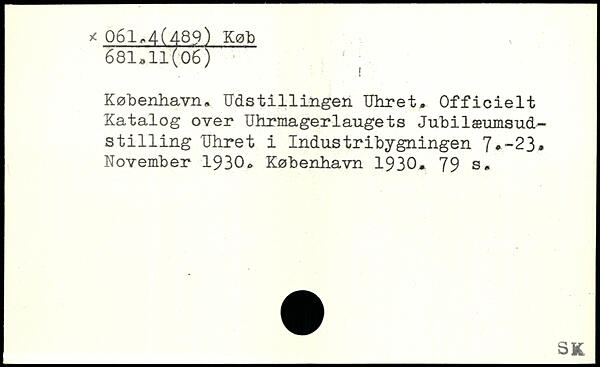 × 061.4(489) Køb
681.11(06)
København. Udstillingen Uhret. Officielt
Katalog over Uhrmagerlaugets Jubilæumsud-
stilling Uhret i Industribygningen 7.-23.
November 1930. København 1930. 79 s.
SK